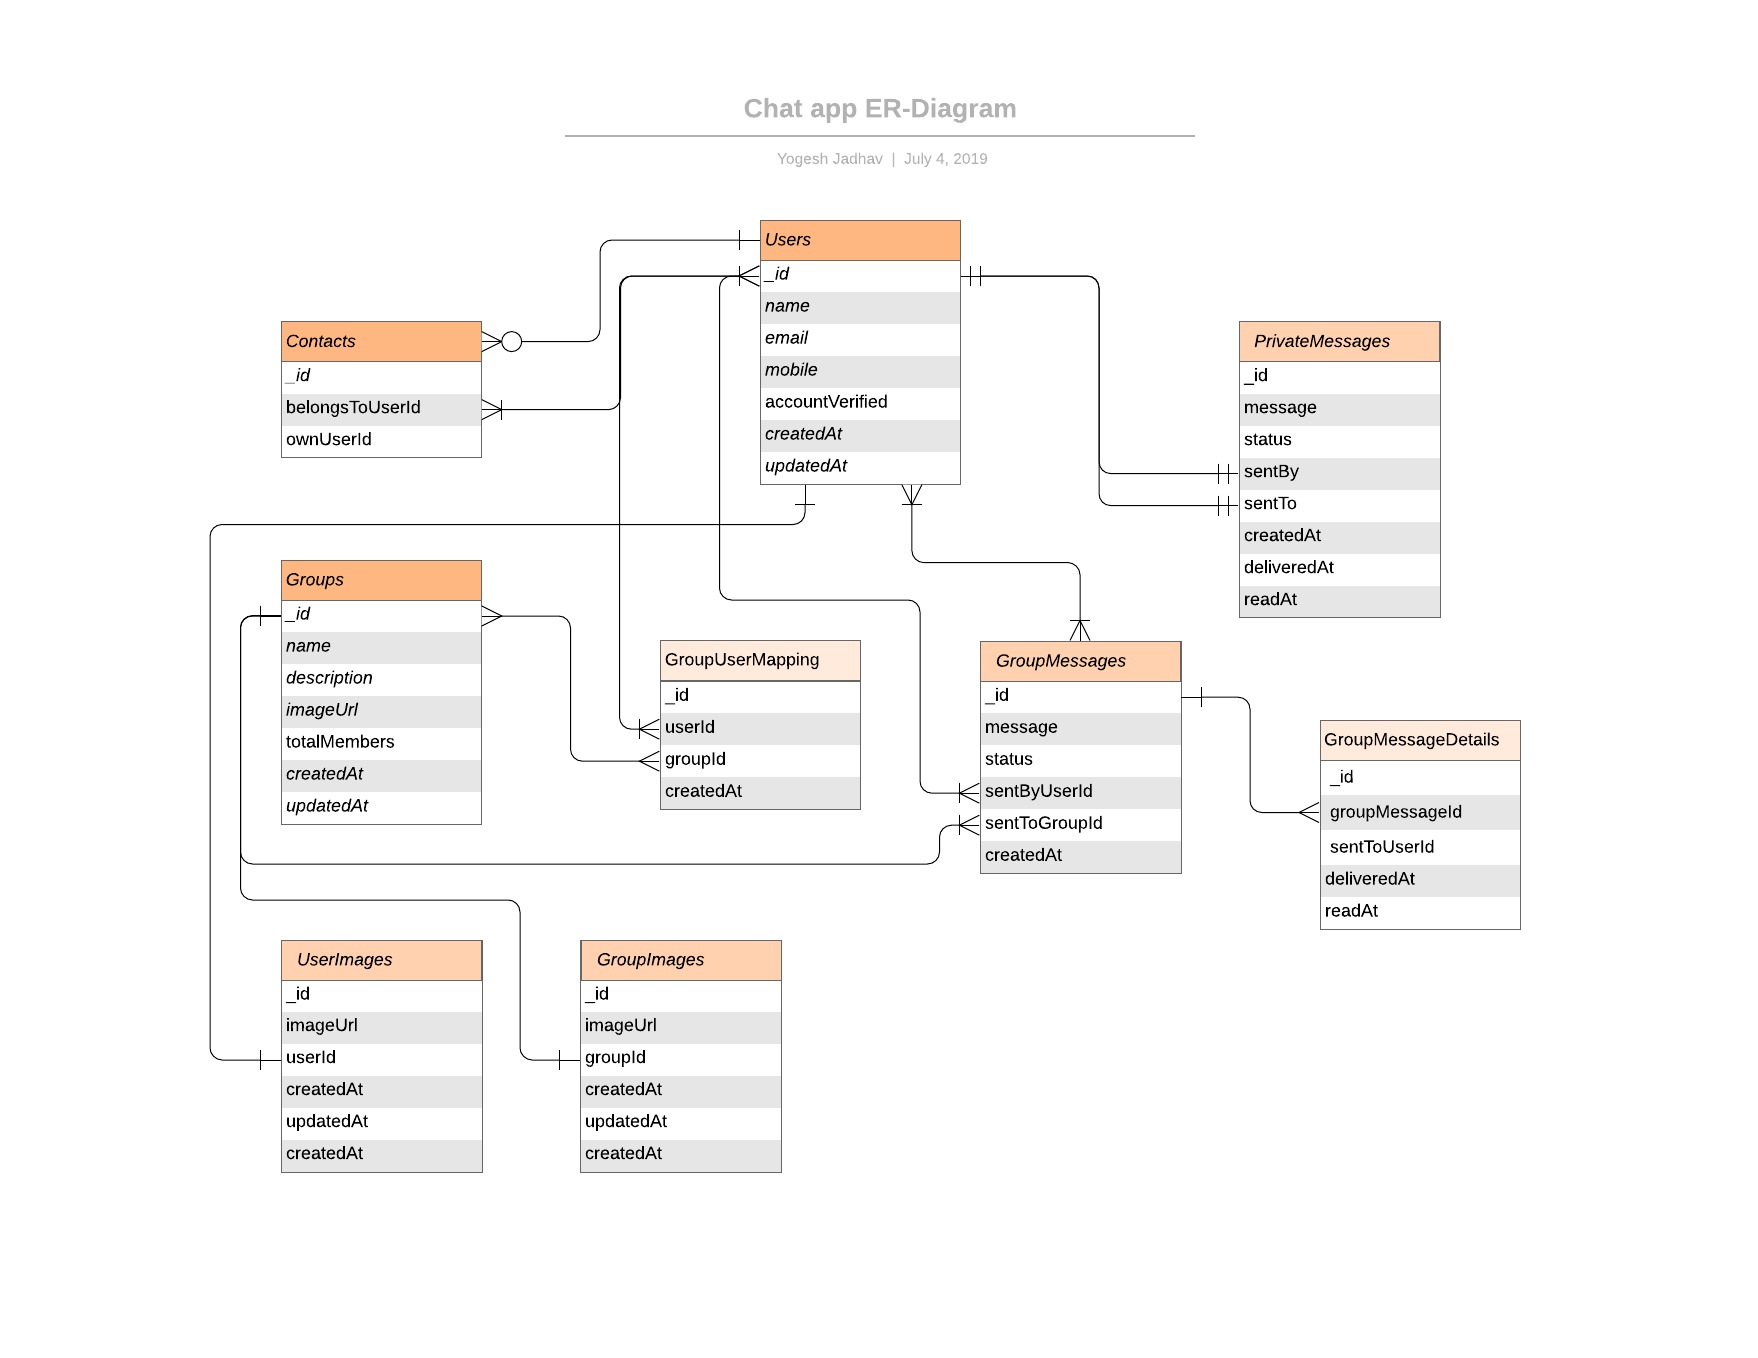 Chat app ER-Diagram
Yogesh Jadhav | July 4, 2019
Users
_id
name
email
mobile
accountVerified
createdAt
updatedAt
Contacts
_id
belongsToUserId
ownUserId
PrivateMessages
_id
message
status
sentBy
sentTo
createdAt
deliveredAt
readAt
Groups
_id
name
description
imageUrl
totalMembers
createdAt
updatedAt
GroupUserMapping
_id
userId
groupId
createdAt
GroupMessages
_id
message
status
sentByUserId
sentToGroupId
createdAt
GroupMessageDetails
_id
groupMessageId
sentToUserId
deliveredAt
readAt
UserImages
_id
imageUrl
userId
createdAt
updatedAt
createdAt
GroupImages
_id
imageUrl
groupId
createdAt
updatedAt
createdAt